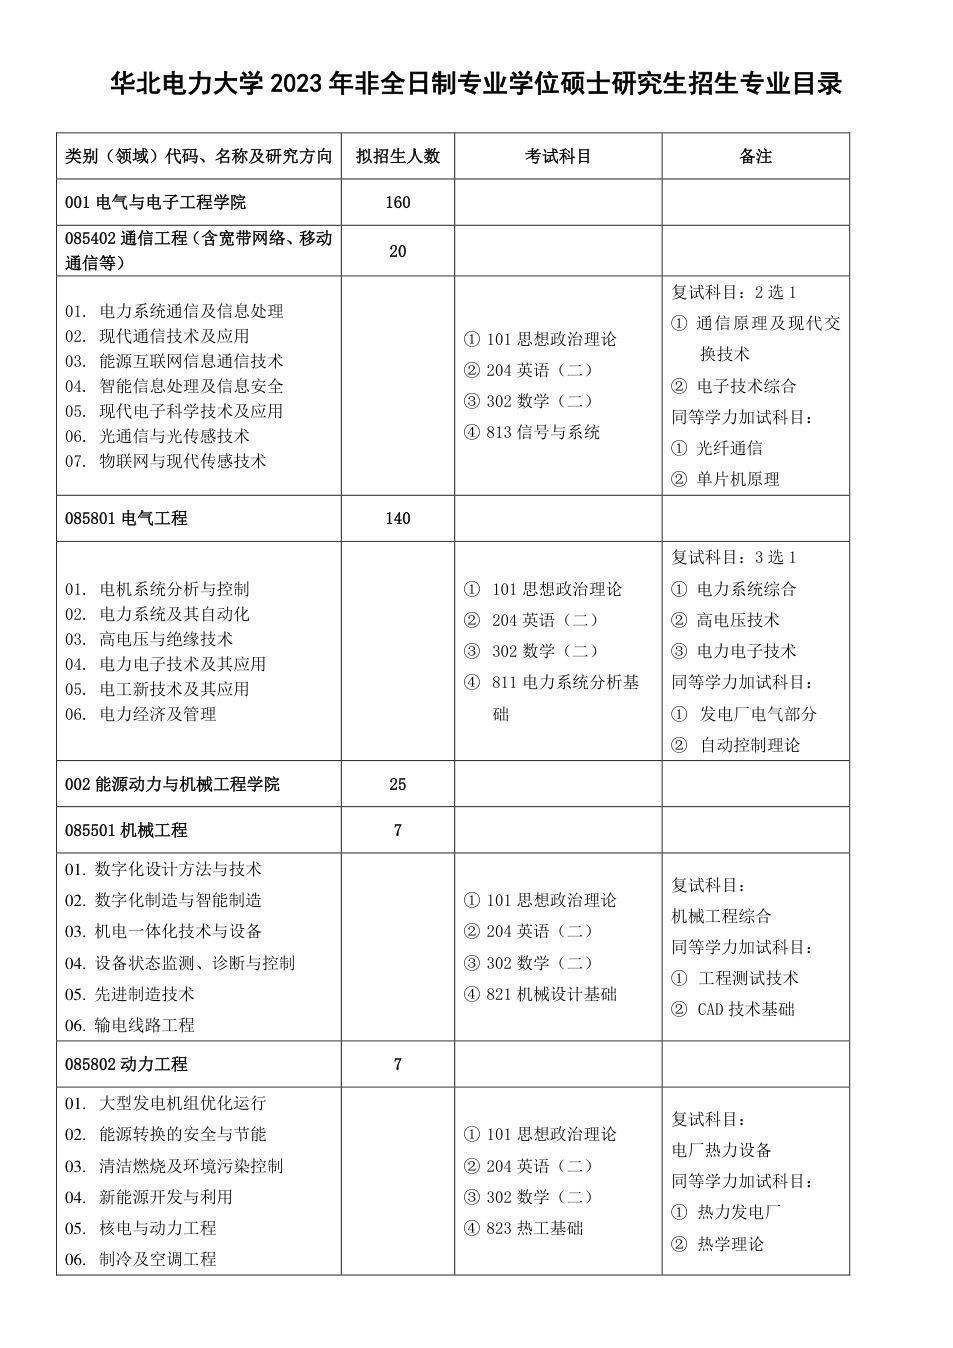 华北电力大学 2023 年非全日制专业学位硕士研究生招生专业目录
类别（领域）代码、名称及研究方向 拟招生人数 考试科目 备注
001 电气与电子工程学院 160
085402 通信工程（含宽带网络、移动
通信等） 20
01. 电力系统通信及信息处理
02. 现代通信技术及应用
03. 能源互联网信息通信技术
04. 智能信息处理及信息安全
05. 现代电子科学技术及应用
06. 光通信与光传感技术
07. 物联网与现代传感技术
① 101 思想政治理论
② 204 英语（二）
③ 302 数学（二）
④ 813 信号与系统
复试科目：2 选 1
① 通信原理及现代交
换技术
② 电子技术综合
同等学力加试科目：
① 光纤通信
② 单片机原理
085801 电气工程 140
01. 电机系统分析与控制
02. 电力系统及其自动化
03. 高电压与绝缘技术
04. 电力电子技术及其应用
05. 电工新技术及其应用
06. 电力经济及管理
① 101 思想政治理论
② 204 英语（二）
③ 302 数学（二）
④ 811 电力系统分析基
础
复试科目：3 选 1
① 电力系统综合
② 高电压技术
③ 电力电子技术
同等学力加试科目：
① 发电厂电气部分
② 自动控制理论
002 能源动力与机械工程学院 25
085501 机械工程 7
01. 数字化设计方法与技术
02. 数字化制造与智能制造
03. 机电一体化技术与设备
04. 设备状态监测、诊断与控制
05. 先进制造技术
06. 输电线路工程
① 101 思想政治理论
② 204 英语（二）
③ 302 数学（二）
④ 821 机械设计基础
复试科目：
机械工程综合
同等学力加试科目：
① 工程测试技术
② CAD 技术基础
085802 动力工程 7
01. 大型发电机组优化运行
02. 能源转换的安全与节能
03. 清洁燃烧及环境污染控制
04. 新能源开发与利用
05. 核电与动力工程
06. 制冷及空调工程
① 101 思想政治理论
② 204 英语（二）
③ 302 数学（二）
④ 823 热工基础
复试科目：
电厂热力设备
同等学力加试科目：
① 热力发电厂
② 热学理论